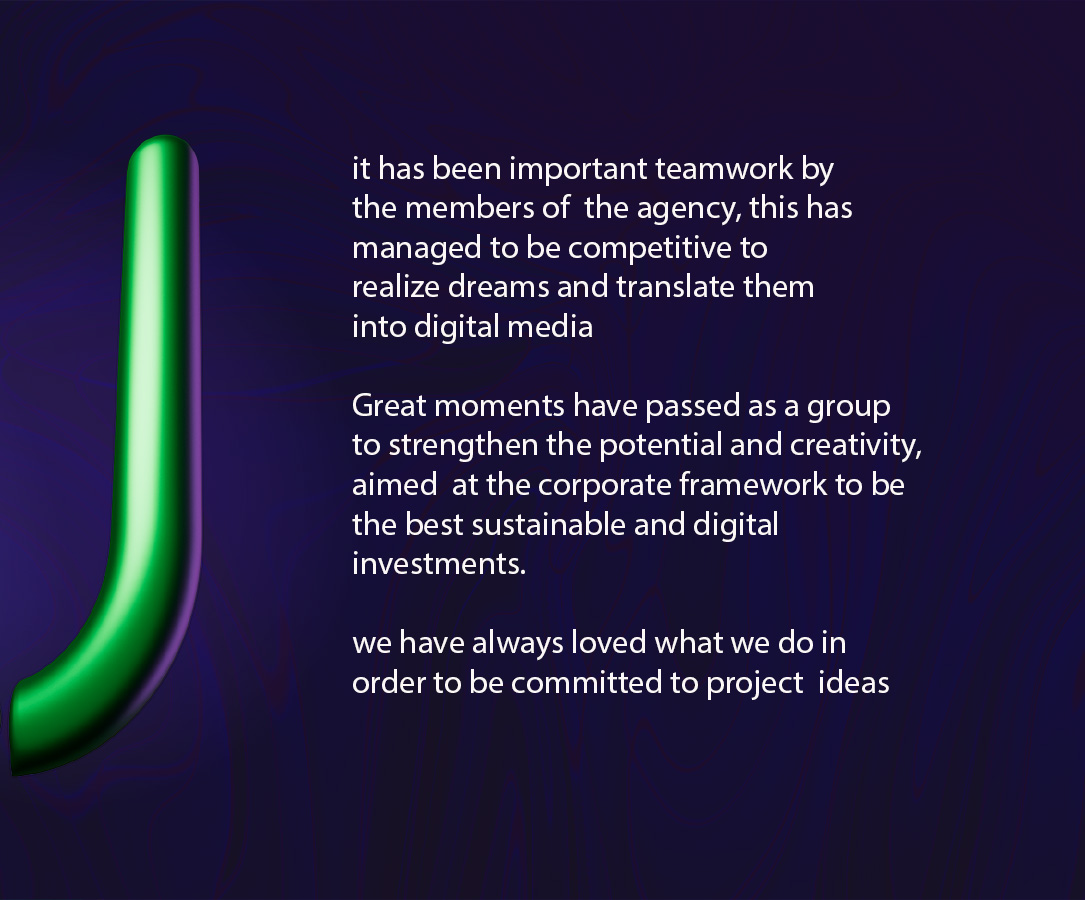 it has been important teamwork by
the members of  the agency, this has
managed to be competitive to
realize dreams and translate them
into digital media
Great moments have passed as a group
to strengthen the potential and creativity,
aimed  at the corporate framework to be
the best sustainable and digital
investments.
we have always loved what we do in
order to be committed to project  ideas